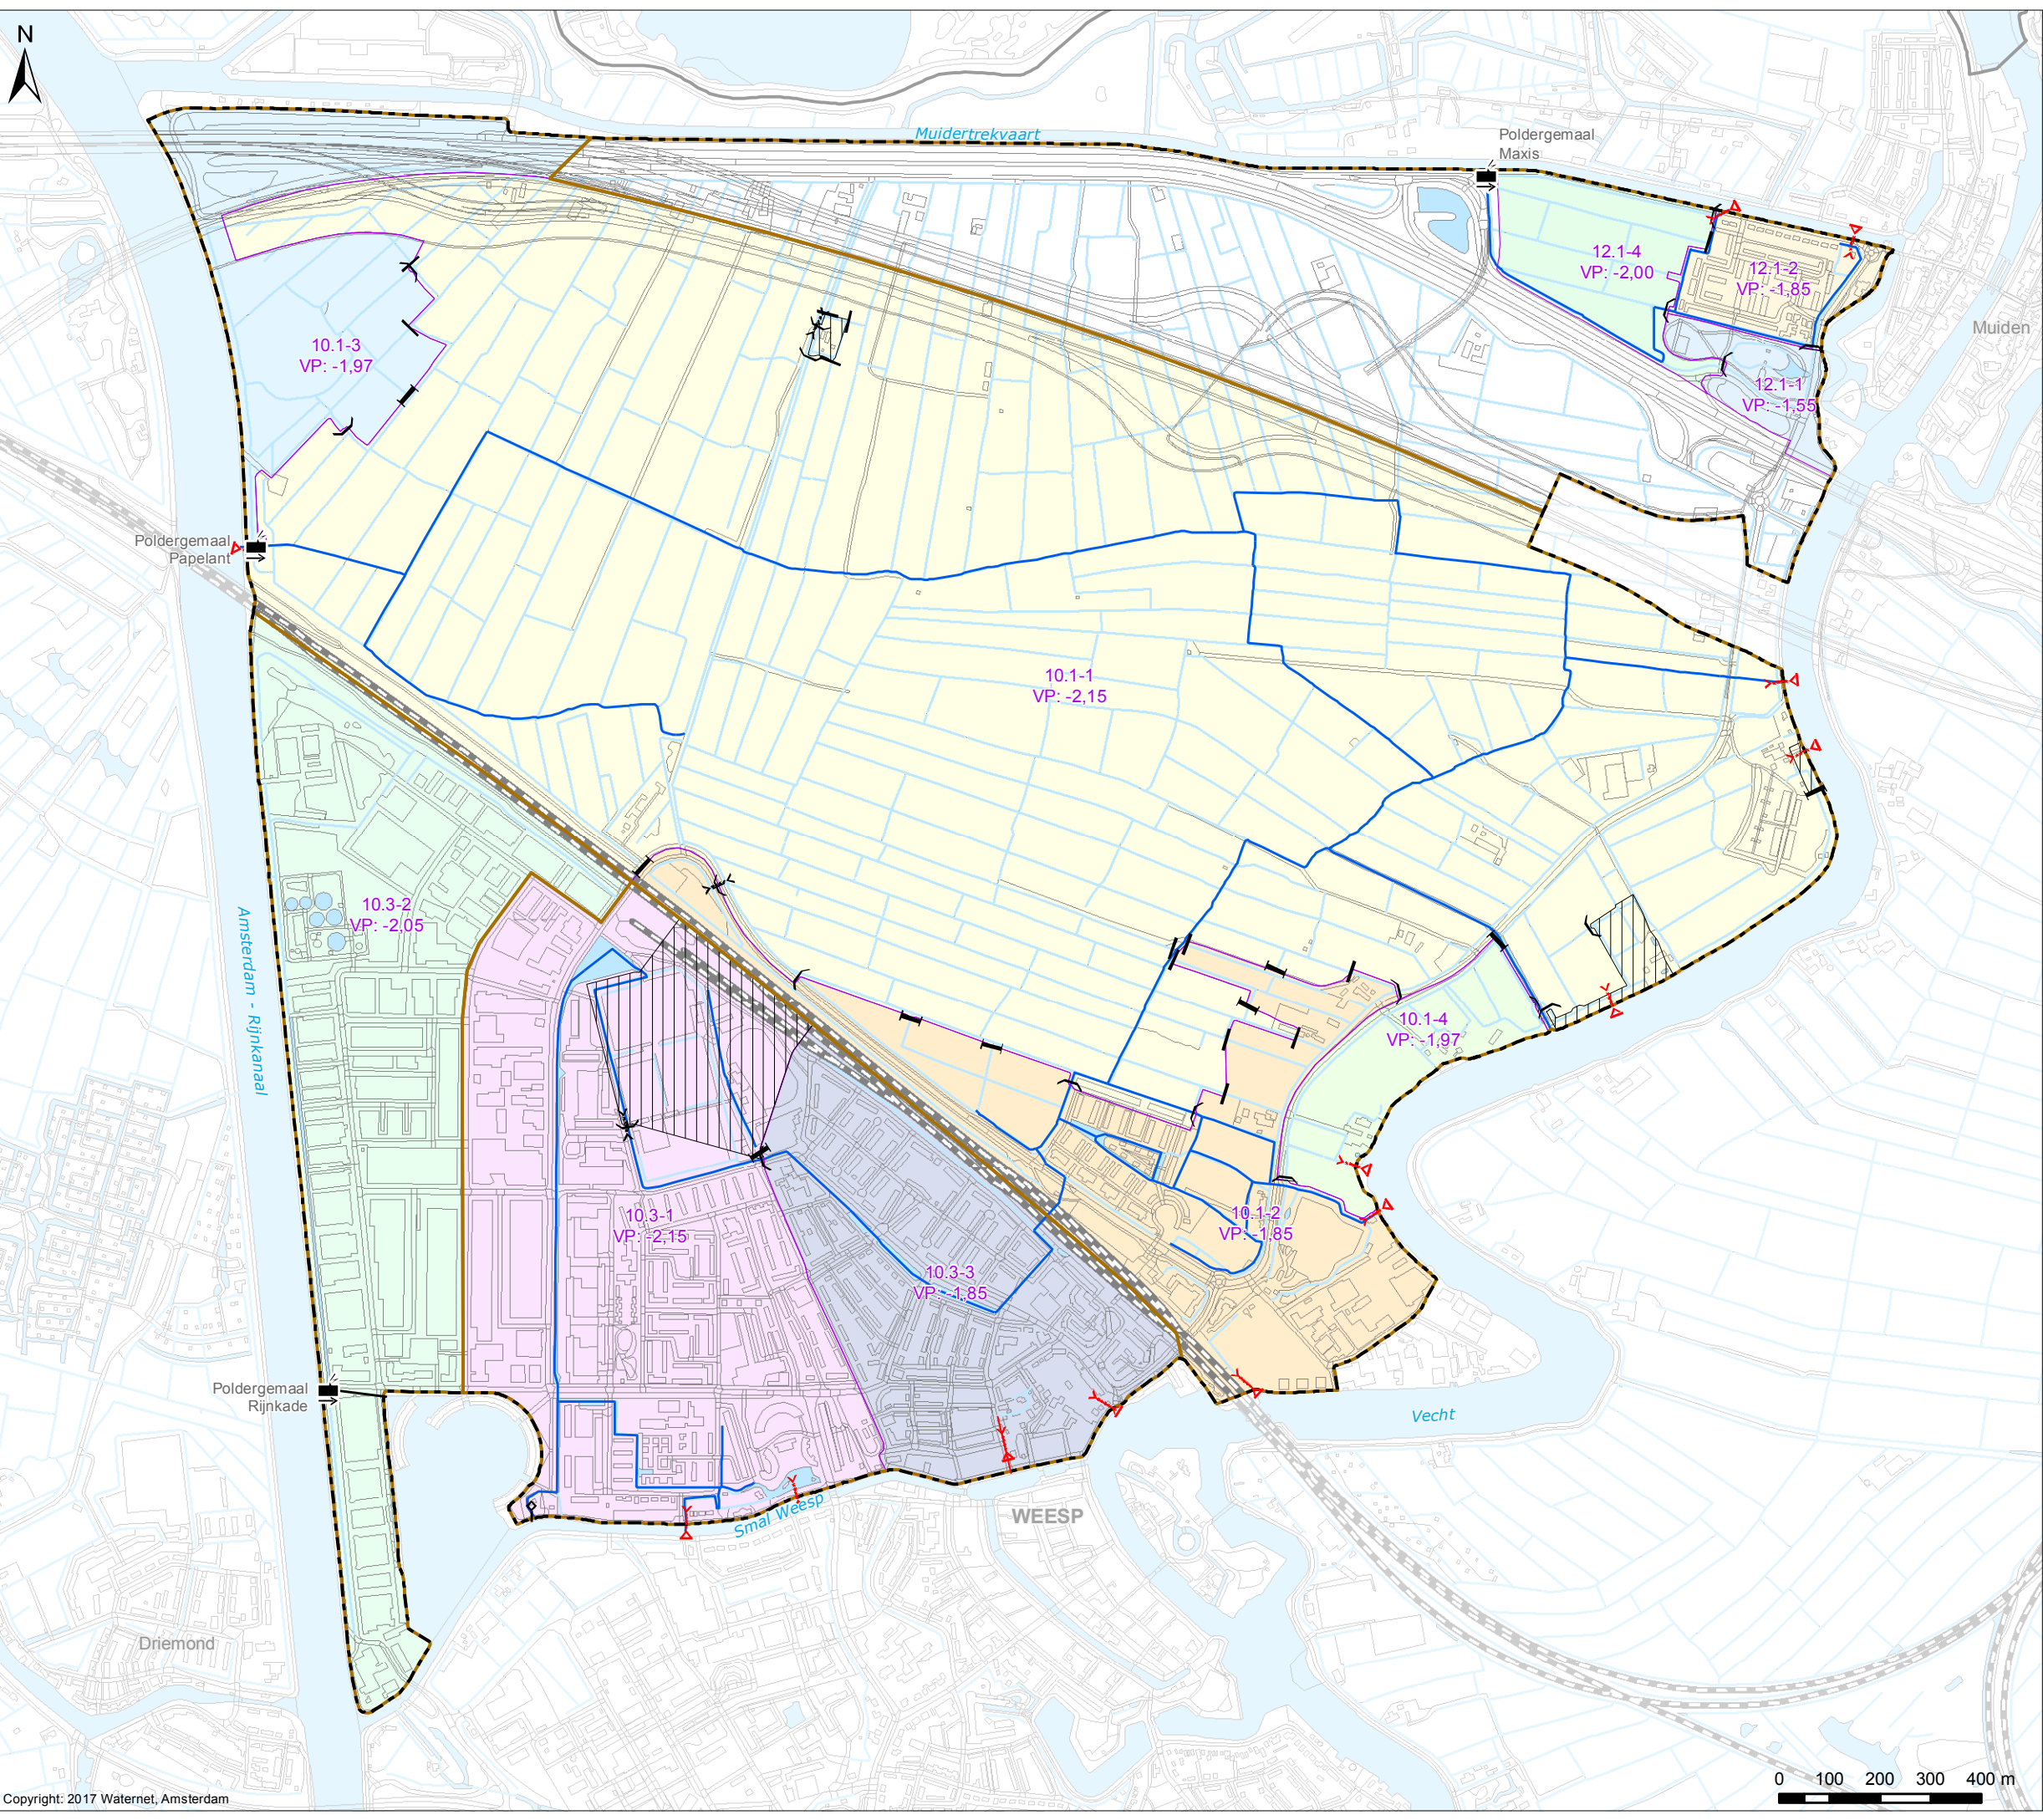 N
Muidertrekvaart
Poldergemaal
Maxis
12.1-4
VP: -2,00
12.1-2
VP: -1,85
Muiden
10.1-3
VP: -1,97
12.1-1
VP: -1,55
Poldergemaal
Papelant
10.1-1
VP: -2,15
10.3-2
VP: -2,05
Amsterdam - Rijnkanaal
10.1-4
VP: -1,97
10.3-1
VP: -2,15
10.1-2
VP: -1,85
10.3-3
VP: -1,85
Poldergemaal
Rijnkade
Vecht
Smal Weesp
WEESP
Driemond
0 100 200 300 400 m
Copyright: 2017 Waternet, Amsterdam